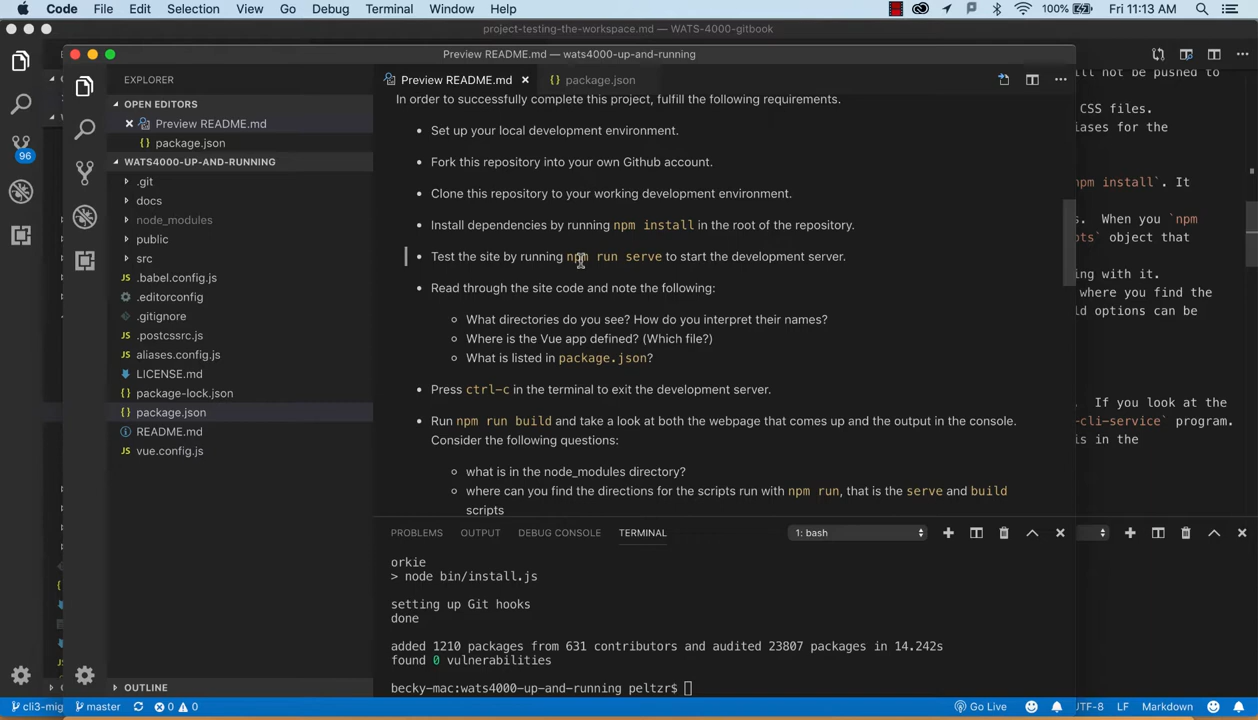 Code File Edit Selection View Go Debug Terminal Window Help 100% Fri 11:13 AM
project-testing-the-workspace.md — WATS-4000-gitbook
Preview README.md — wats4000-up-and-running
EXPLORER
OPEN EDITORS
Preview README.md
package.json
WATS4000-UP-AND-RUNNING
.git
docs
node_modules
public
src
.babel.config.js
.editorconfig
.gitignore
.postcssrc.js
aliases.config.js
LICENSE.md
package-lock.json
package.json
README.md
vue.config.js
OUTLINE
96
Preview README.md
package.json
In order to successfully complete this project, fulfill the following requirements.
• Set up your local development environment.
• Fork this repository into your own Github account.
• Clone this repository to your working development environment.
• Install dependencies by running npm install in the root of the repository.
• Test the site by running npm run serve to start the development server.
• Read through the site code and note the following:
What directories do you see? How do you interpret their names?
Where is the Vue app defined? (Which file?)
What is listed in package.json?
• Press ctrl-c in the terminal to exit the development server.
• Run npm run build and take a look at both the webpage that comes up and the output in the console.
Consider the following questions:
what is in the node_modules directory?
where can you find the directions for the scripts run with npm run, that is the serve and build
scripts
PROBLEMS OUTPUT DEBUG CONSOLE TERMINAL 1: bash
orkie
> node bin/install.js
setting up Git hooks
done
added 1210 packages from 631 contributors and audited 23807 packages in 14.242s
found 0 vulnerabilities
becky-mac:wats4000-up-and-running peltzr$
not be pushed to
CSS files.
iases for the
npm install`. It
s. When you `npm
pts` object that
ing with it.
where you find the
ld options can be
If you look at the
-cli-service` program.
is in the
cli3-mig
master
0 0
Go Live
UTF-8 LF Markdown